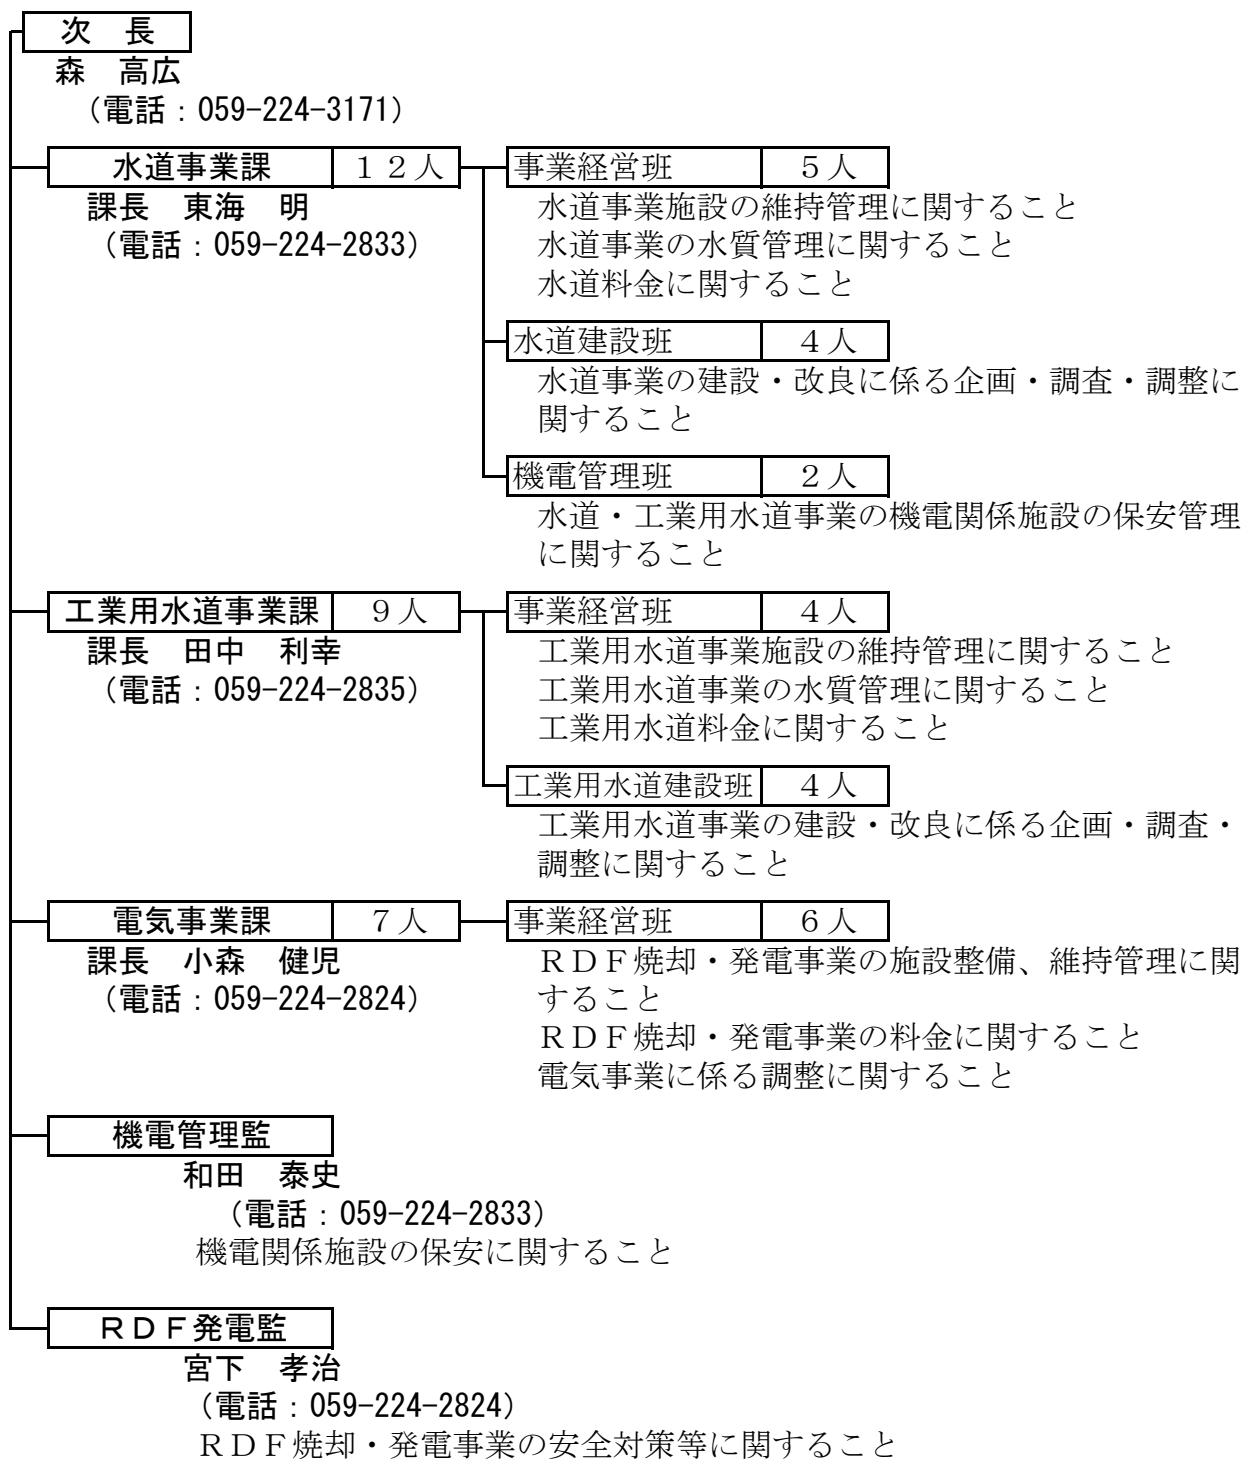 次　長
森　高広
（電話：059-224-3171）
水道事業課　１２人
課長　東海　明
（電話：059-224-2833）
事業経営班　５人
水道事業施設の維持管理に関すること
水道事業の水質管理に関すること
水道料金に関すること
水道建設班　４人
水道事業の建設・改良に係る企画・調査・調整に
関すること
機電管理班　２人
水道・工業用水道事業の機電関係施設の保安管理
に関すること
工業用水道事業課　９人
課長　田中　利幸
（電話：059-224-2835）
事業経営班　４人
工業用水道事業施設の維持管理に関すること
工業用水道事業の水質管理に関すること
工業用水道料金に関すること
工業用水道建設班　４人
工業用水道事業の建設・改良に係る企画・調査・
調整に関すること
電気事業課　７人
課長　小森　健児
（電話：059-224-2824）
事業経営班　６人
ＲＤＦ焼却・発電事業の施設整備、維持管理に関
すること
ＲＤＦ焼却・発電事業の料金に関すること
電気事業に係る調整に関すること
機電管理監
和田　泰史
（電話：059-224-2833）
機電関係施設の保安に関すること
ＲＤＦ発電監
宮下　孝治
（電話：059-224-2824）
ＲＤＦ焼却・発電事業の安全対策等に関すること